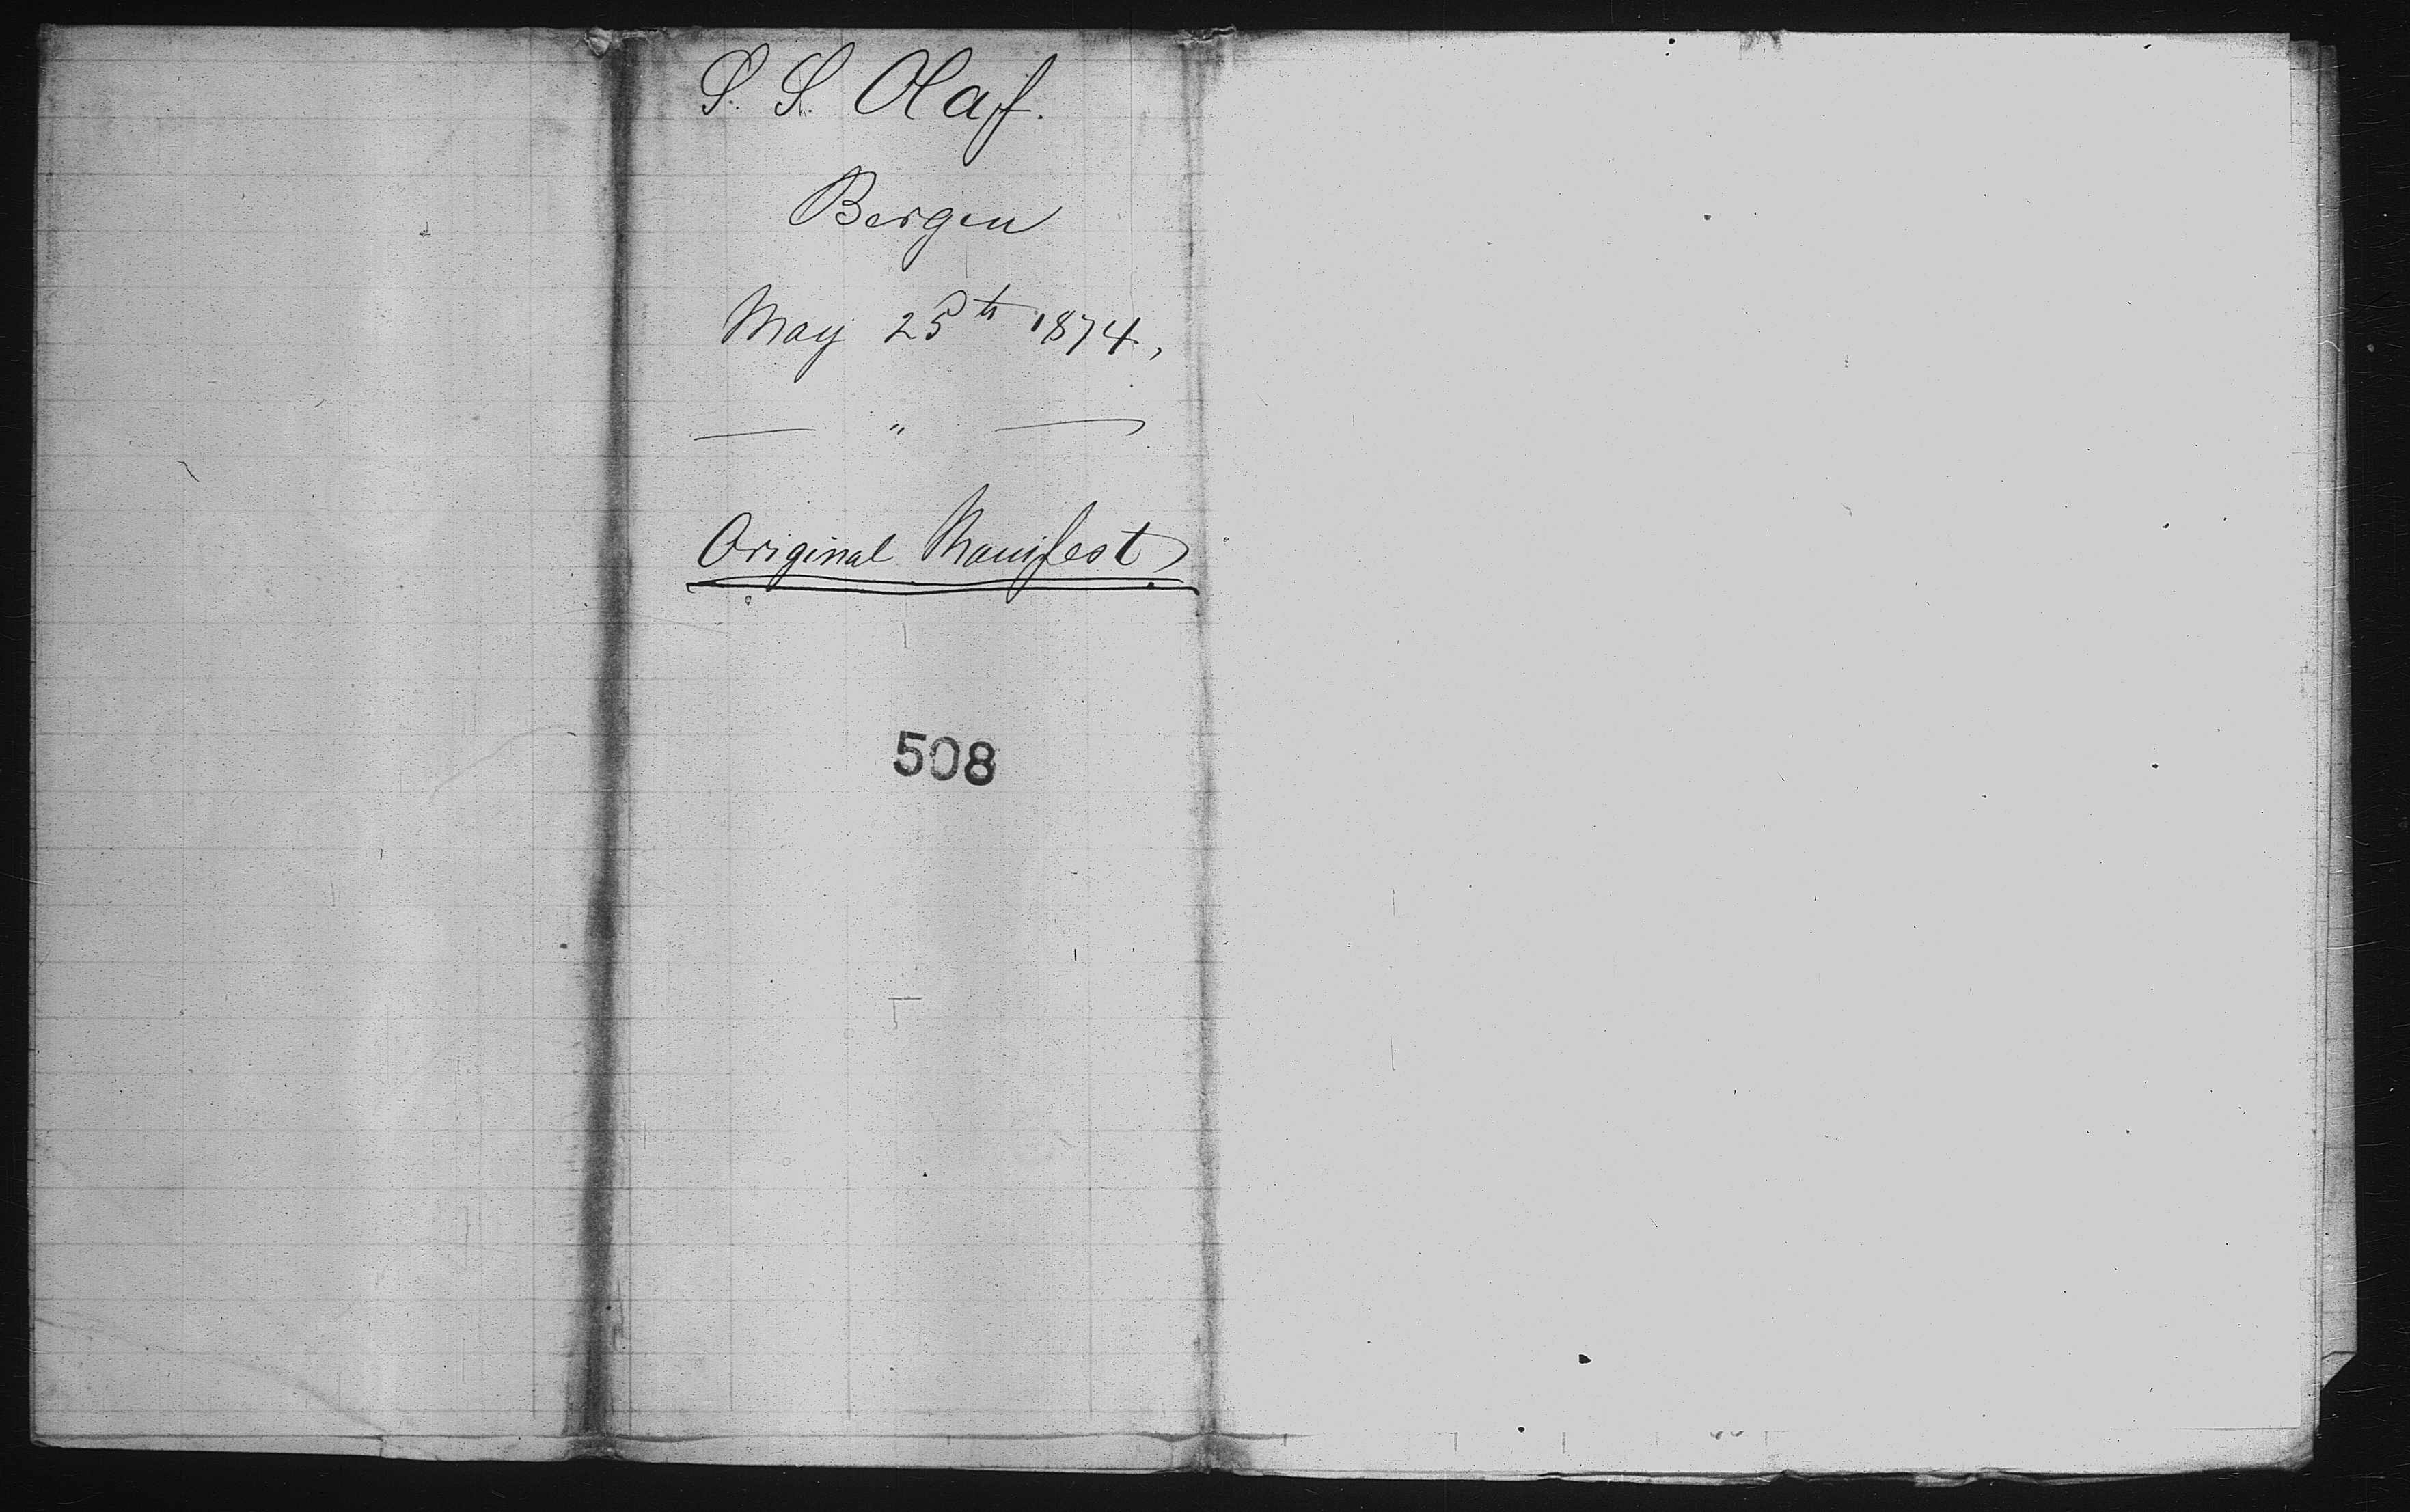 S. S. Olaf.
Bergen
May 25th 1874,
— " —
Original Manifest
508